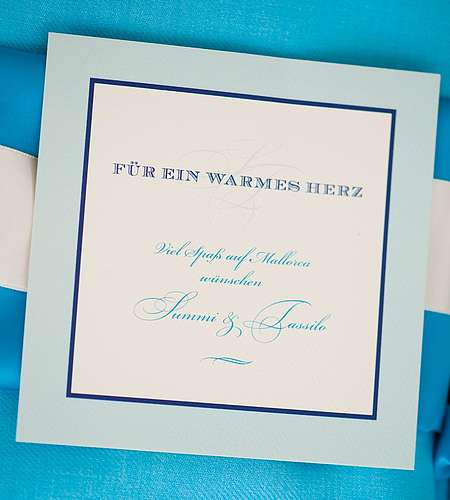 FÜR EIN WARMES HERZ
Viel Spaß auf Mallorca
wünschen
Summi & Tassilo